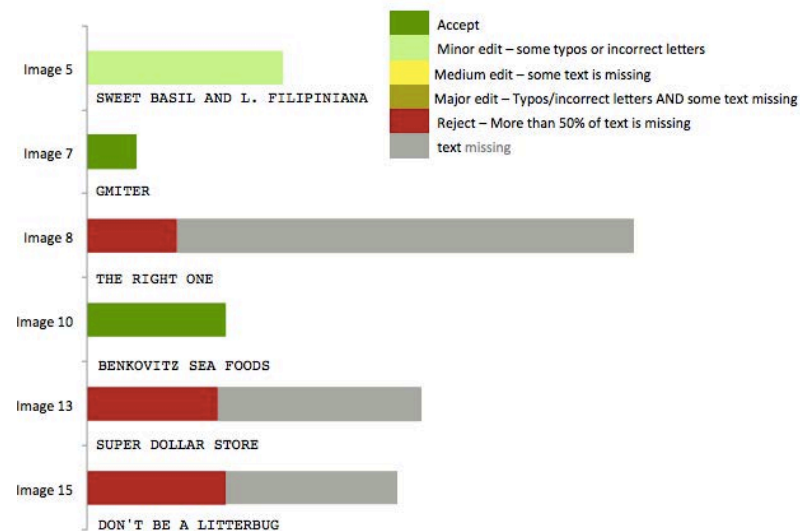 Accept
Minor edit – some typos or incorrect letters
Medium edit – some text is missing
Major edit – Typos/incorrect letters AND some text missing
Reject – More than 50% of text is missing
text missing
Image 5
SWEET BASIL AND L. FILIPINIANA
Image 7
GMITER
Image 8
THE RIGHT ONE
Image 10
BENKOVITZ SEA FOODS
Image 13
SUPER DOLLAR STORE
Image 15
DON'T BE A LITTERBUG